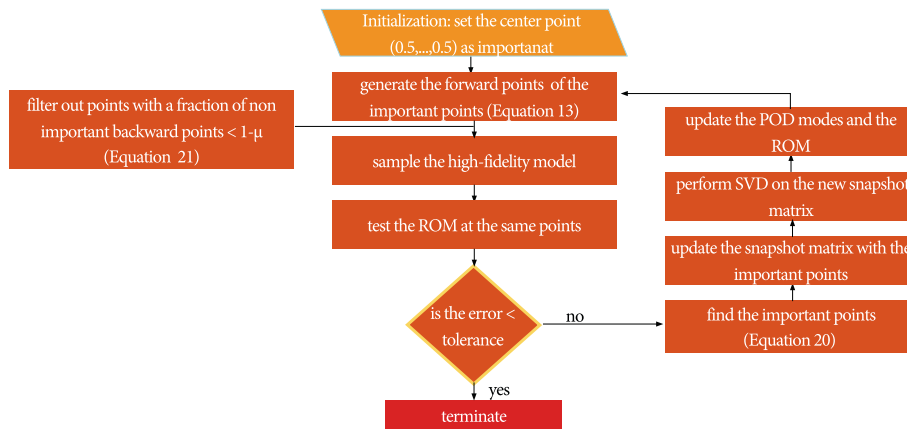 Initialization: set the center point
(0.5,...,0.5) as importanat
generate the forward points of the
important points (Equation 13)
filter out points with a fraction of non
important backward points < 1-μ
(Equation 21)
sample the high-fidelity model
test the ROM at the same points
is the error <
tolerance
no
yes
terminate
find the important points
(Equation 20)
update the snapshot matrix with the
important points
perform SVD on the new snapshot
matrix
update the POD modes and the
ROM